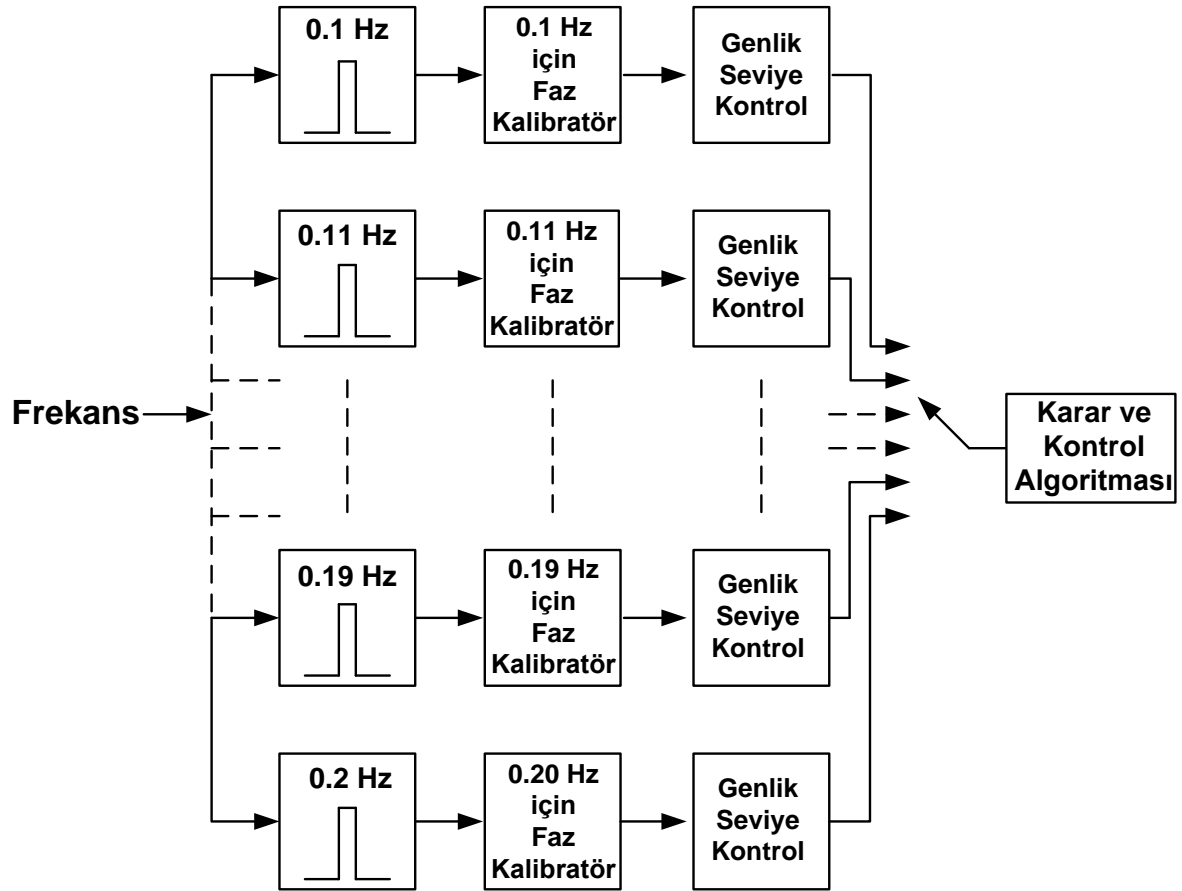 0.1 Hz
0.1 Hz
için
Faz
Kalibratör
Genlik
Seviye
Kontrol
0.11 Hz
0.11 Hz
için
Faz
Kalibratör
Genlik
Seviye
Kontrol
Frekans
Karar ve
Kontrol
Algoritması
0.19 Hz
0.19 Hz
için
Faz
Kalibratör
Genlik
Seviye
Kontrol
0.2 Hz
0.20 Hz
için
Faz
Kalibratör
Genlik
Seviye
Kontrol